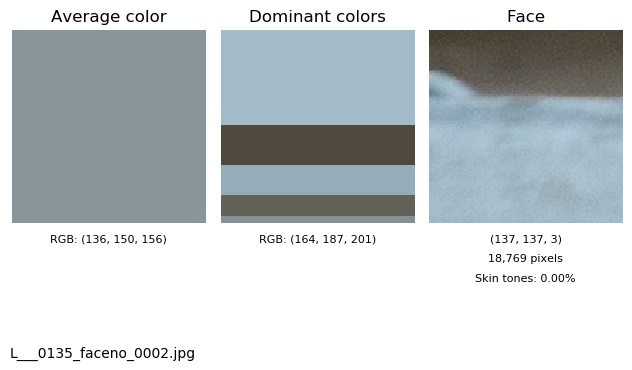 Average color
Dominant colors
Face
RGB: (136, 150, 156)
RGB: (164, 187, 201)
(137, 137, 3)
18,769 pixels
Skin tones: 0.00%
L___0135_faceno_0002.jpg